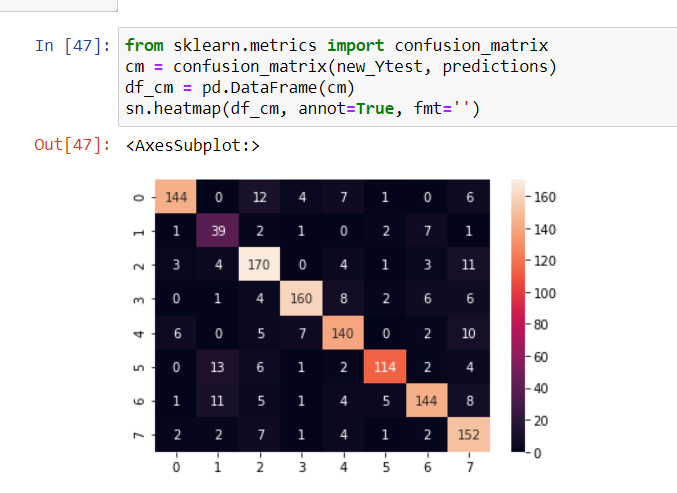 In [47]: from sklearn.metrics import confusion_matrix
cm = confusion_matrix(new_Ytest, predictions)
df_cm = pd.DataFrame(cm)
sn.heatmap(df_cm, annot=True, fmt='')
Out[47]: <AxesSubplot:>
0 144 0 12 4 7 1 0 6
1 1 39 2 1 0 2 7 1
2 3 4 170 0 4 1 3 11
3 0 1 4 160 8 2 6 6
4 6 0 5 7 140 0 2 10
5 0 13 6 1 2 114 2 4
6 1 11 5 1 4 5 144 8
7 2 2 7 1 4 1 2 152
0 1 2 3 4 5 6 7
160
140
120
100
80
60
40
20
0